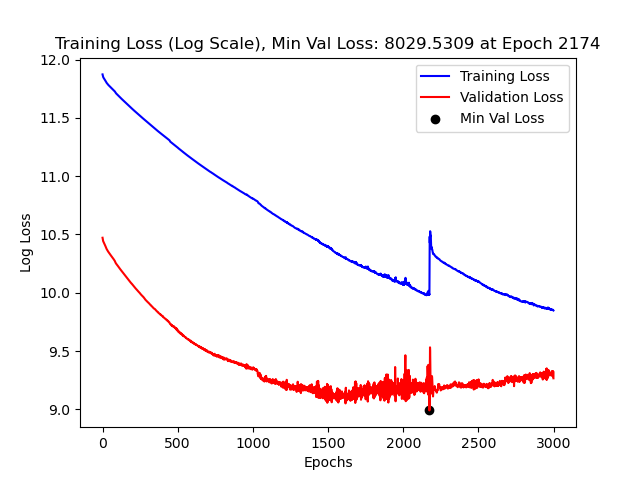 Training Loss (Log Scale), Min Val Loss: 8029.5309 at Epoch 2174
12.0
11.5
11.0
10.5
10.0
9.5
9.0
Log Loss
Training Loss
Validation Loss
Min Val Loss
0 500 1000 1500 2000 2500 3000
Epochs